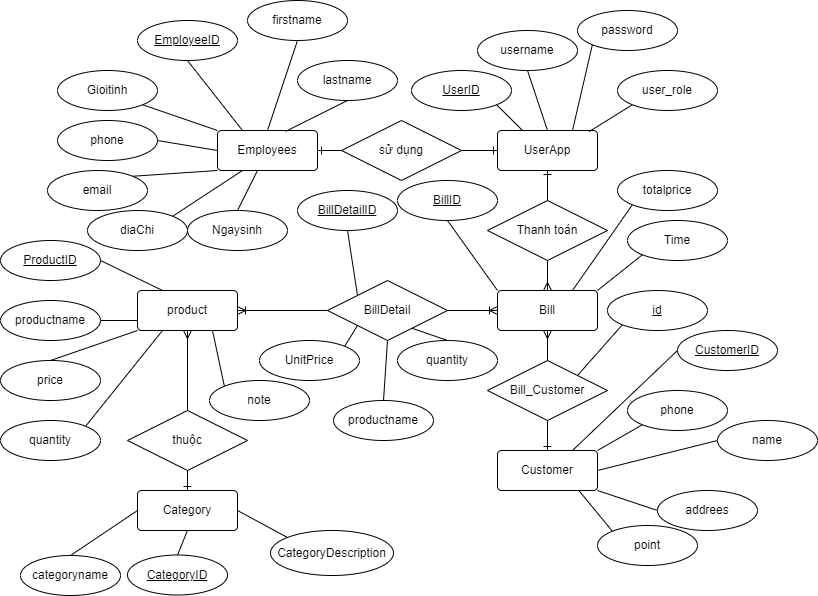 firstname
EmployeeID
password
username
lastname
Gioitinh
UserID
user_role
phone
Employees
sử dụng
UserApp
email
totalprice
BillID
BillDetailID
diaChi
Ngaysinh
Thanh toán
Time
ProductID
product
BillDetail
Bill
id
productname
CustomerID
UnitPrice
quantity
price
Bill_Customer
note
phone
productname
quantity
thuộc
name
Customer
Category
addrees
point
CategoryDescription
categoryname
CategoryID